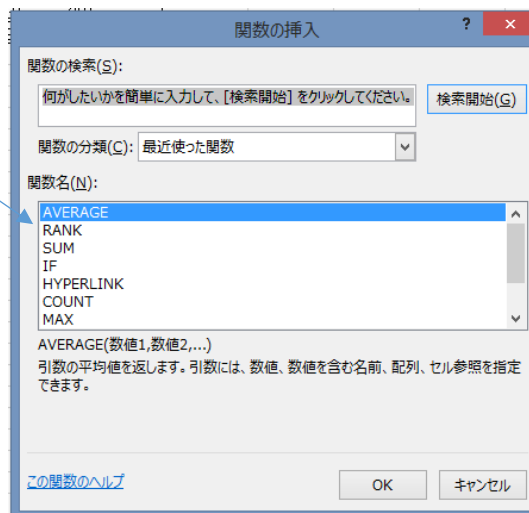 関数の挿入
?
×
関数の検索(S):
何がしたいかを簡単に入力して、[検索開始] をクリックしてください。
検索開始(G)
関数の分類(C): 最近使った関数
関数名(N):
AVERAGE
RANK
SUM
IF
HYPERLINK
COUNT
MAX
AVERAGE(数値1,数値2,...)
引数の平均値を返します。引数には、数値、数値を含む名前、配列、セル参照を指定
できます。
この関数のヘルプ
OK
キャンセル